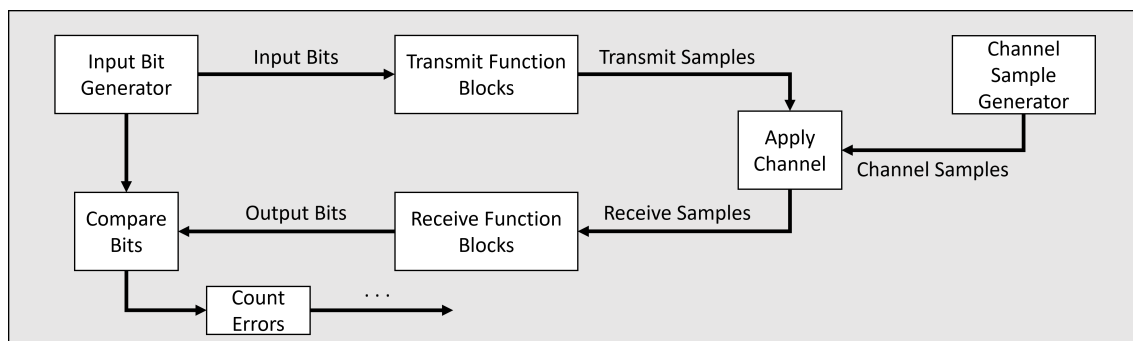 Input Bit
Generator
Input Bits
Transmit Function
Blocks
Transmit Samples
Channel
Sample
Generator
Apply
Channel
Channel Samples
Compare
Bits
Output Bits
Receive Function
Blocks
Receive Samples
Count
Errors
. . .